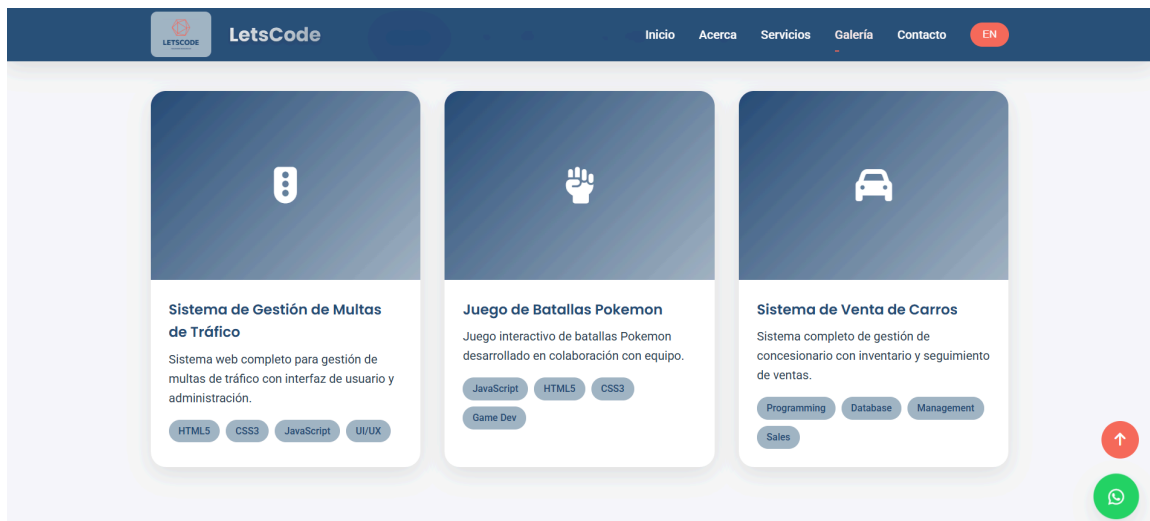 LETSCODE
LetsCode
Inicio Acerca Servicios Galería Contacto EN
Sistema de Gestión de Multas
de Tráfico
Sistema web completo para gestión de
multas de tráfico con interfaz de usuario y
administración.
HTML5 CSS3 JavaScript UI/UX
Juego de Batallas Pokemon
Juego interactivo de batallas Pokemon
desarrollado en colaboración con equipo.
JavaScript HTML5 CSS3
Game Dev
Sistema de Venta de Carros
Sistema completo de gestión de
concesionario con inventario y seguimiento
de ventas.
Programming Database Management
Sales